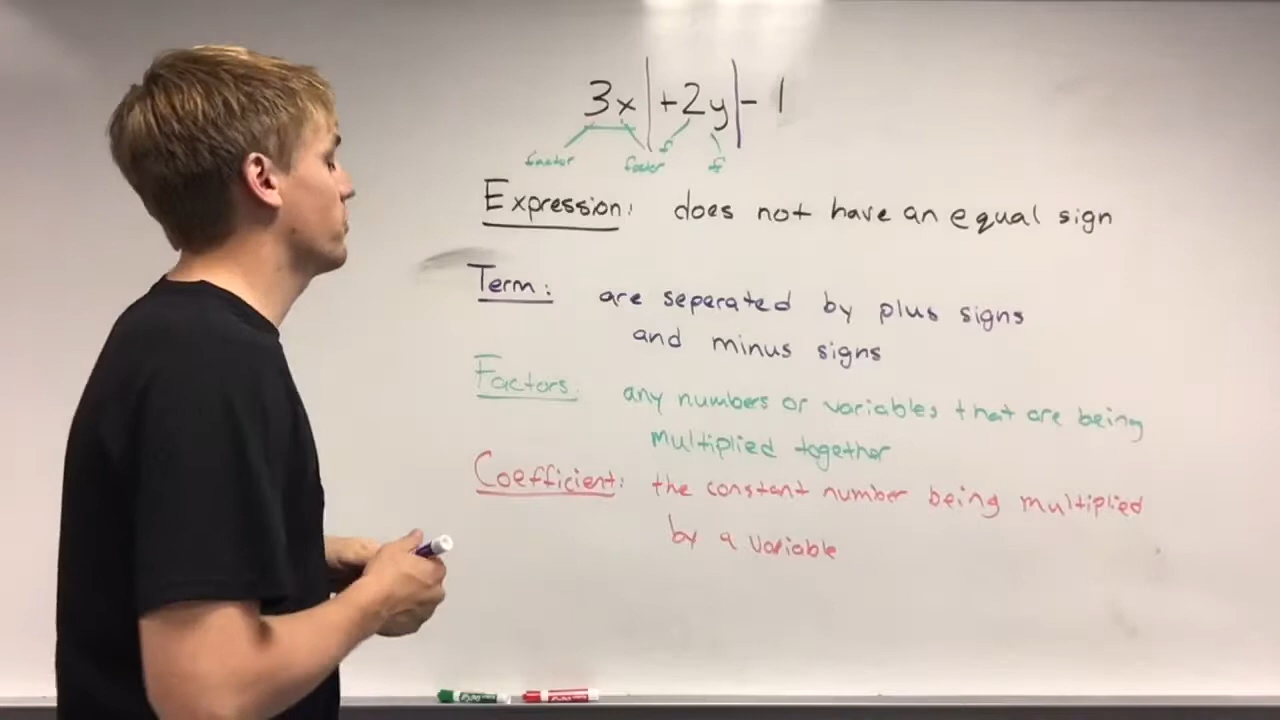 3x|+2y|- 1
factor factor f f
Expression: does not have an equal sign
Term: are separated by plus signs
and minus signs
Factors: any numbers or variables that are being
multiplied together
Coefficient: the constant number being multiplied
by a variable
EXPO